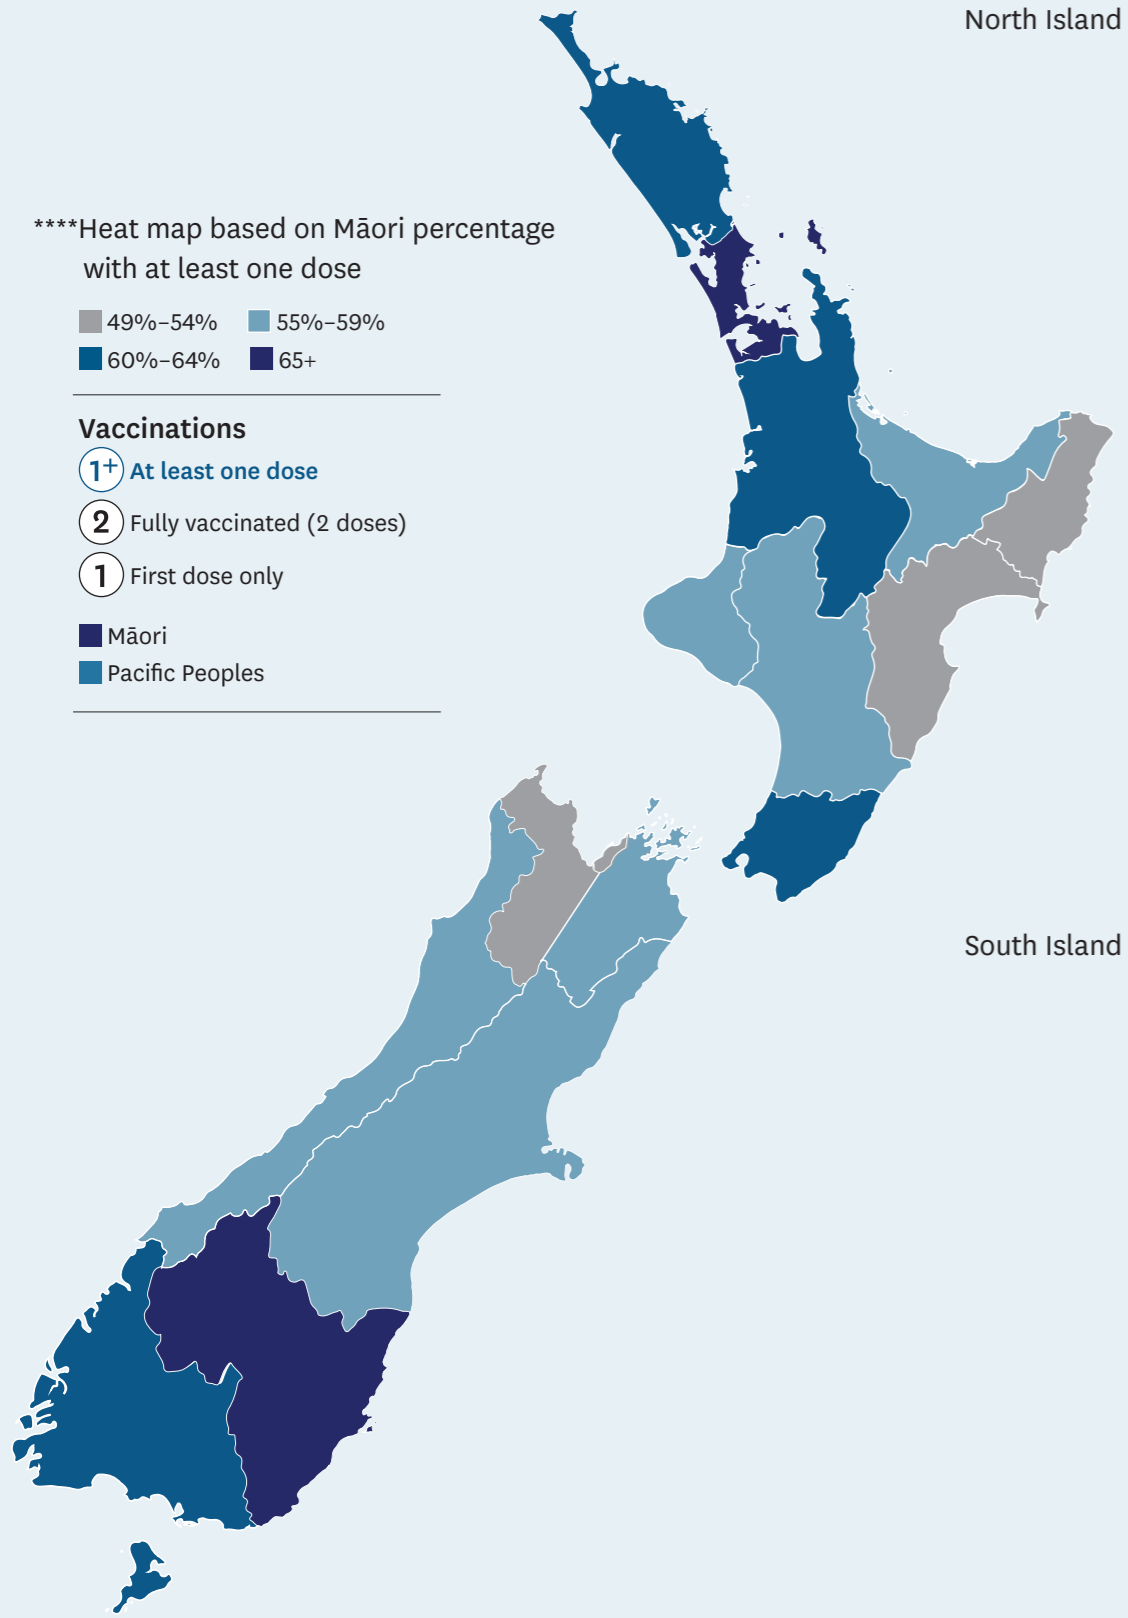 North Island
****Heat map based on Māori percentage
with at least one dose
49%–54% 55%–59%
60%–64% 65+
Vaccinations
1+ At least one dose
2 Fully vaccinated (2 doses)
1 First dose only
Māori
Pacific Peoples
South Island